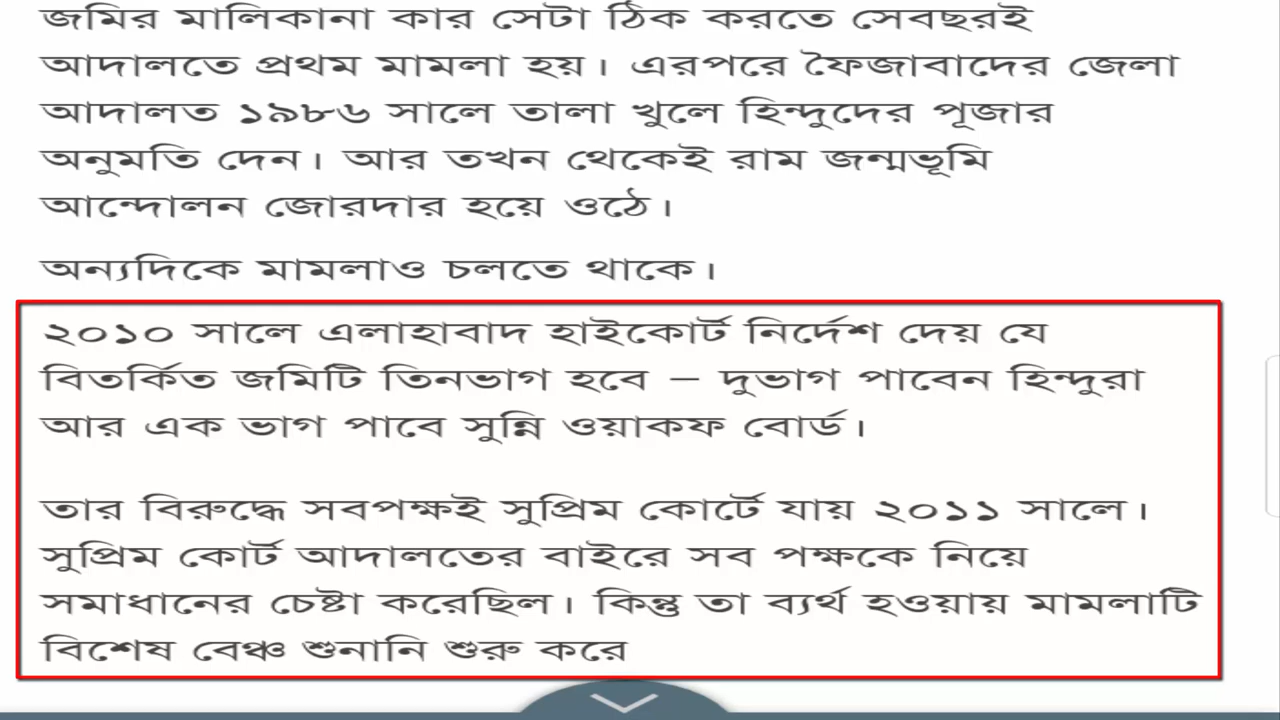 জমির মালিকানা কার সেটা ঠিক করতে সেবছরই
আদালতে প্রথম মামলা হয়। এরপরে ফৈজাবাদের জেলা
আদালত ১৯৮৬ সালে তালা খুলে হিন্দুদের পূজার
অনুমতি দেন। আর তখন থেকেই রাম জন্মভূমি
আন্দোলন জোরদার হয়ে ওঠে।
অন্যদিকে মামলাও চলতে থাকে।
২০১০ সালে এলাহাবাদ হাইকোর্ট নির্দেশ দেয় যে
বিতর্কিত জমিটি তিনভাগ হবে – দুভাগ পাবেন হিন্দুরা
আর এক ভাগ পাবে সুন্নি ওয়াকফ বোর্ড।
তার বিরুদ্ধে সবপক্ষই সুপ্রিম কোর্টে যায় ২০১১ সালে।
সুপ্রিম কোর্ট আদালতের বাইরে সব পক্ষকে নিয়ে
সমাধানের চেষ্টা করেছিল। কিন্তু তা ব্যর্থ হওয়ায় মামলাটি
বিশেষ বেঞ্চ শুনানি শুরু করে